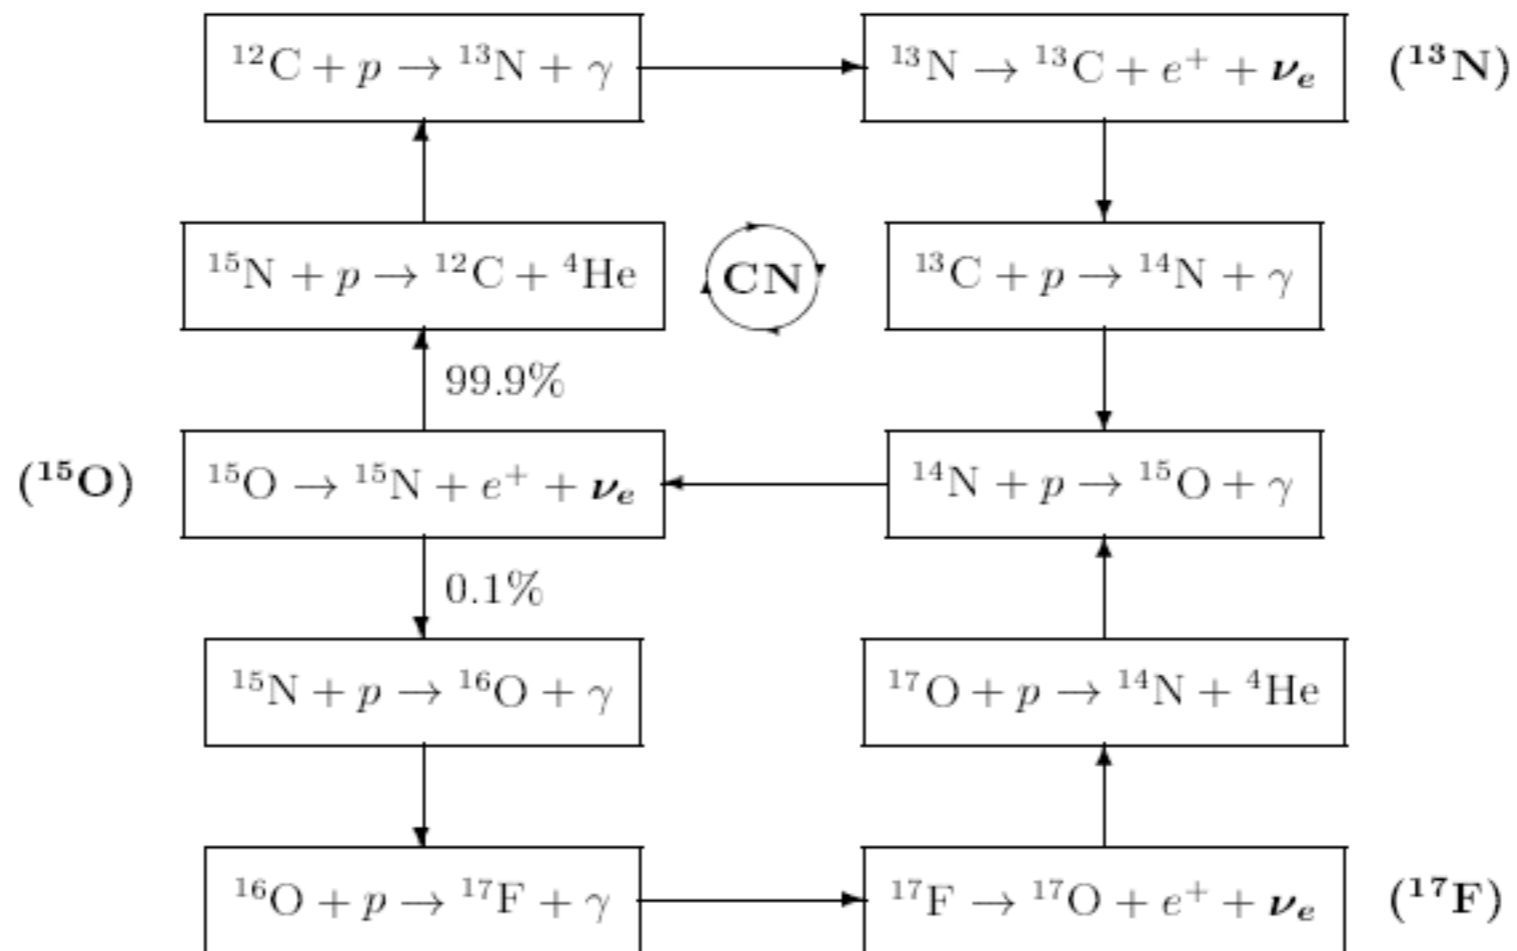 ¹²C + p → ¹³N + γ
¹³N → ¹³C + e⁺ + νₑ
(¹³N)
¹⁵N + p → ¹²C + ⁴He
CN
¹³C + p → ¹⁴N + γ
99.9%
(¹⁵O)
¹⁵O → ¹⁵N + e⁺ + νₑ
¹⁴N + p → ¹⁵O + γ
0.1%
¹⁵N + p → ¹⁶O + γ
¹⁷O + p → ¹⁴N + ⁴He
¹⁶O + p → ¹⁷F + γ
¹⁷F → ¹⁷O + e⁺ + νₑ
(¹⁷F)